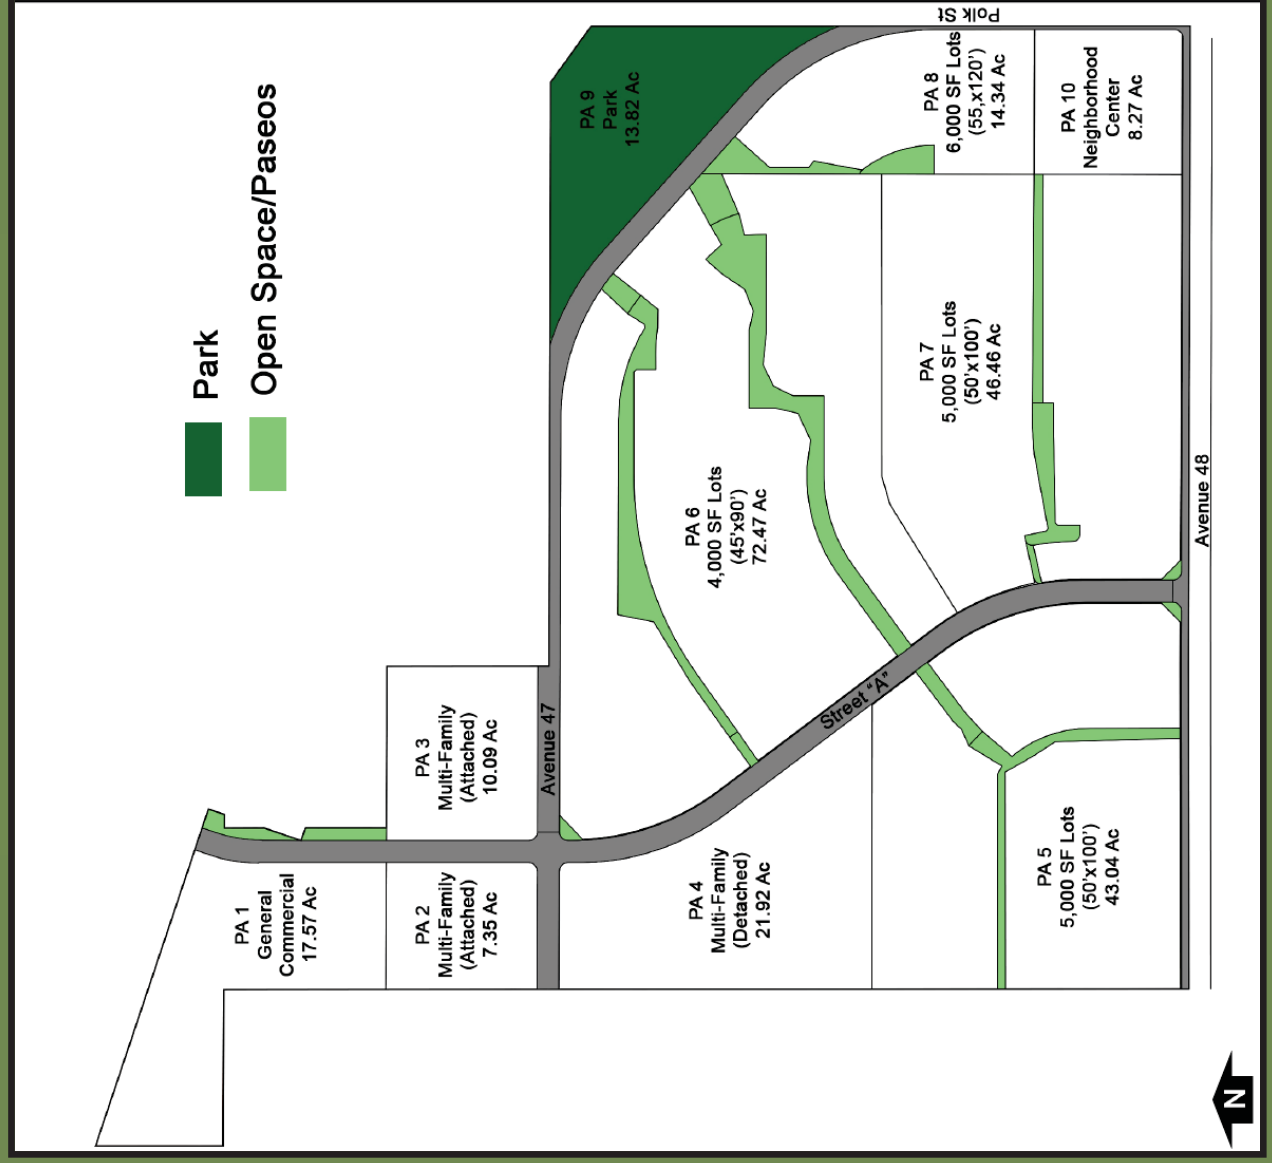 Park
Open Space/Paseos
Polk St
PA 9
Park
13.82 Ac
PA 8
6,000 SF Lots
(55,x120')
14.34 Ac
PA 10
Neighborhood
Center
8.27 Ac
PA 7
5,000 SF Lots
(50'x100')
46.46 Ac
PA 6
4,000 SF Lots
(45'x90')
72.47 Ac
Avenue 48
Street "A"
Avenue 47
PA 3
Multi-Family
(Attached)
10.09 Ac
PA 1
General
Commercial
17.57 Ac
PA 2
Multi-Family
(Attached)
7.35 Ac
PA 4
Multi-Family
(Detached)
21.92 Ac
PA 5
5,000 SF Lots
(50'x100')
43.04 Ac
N